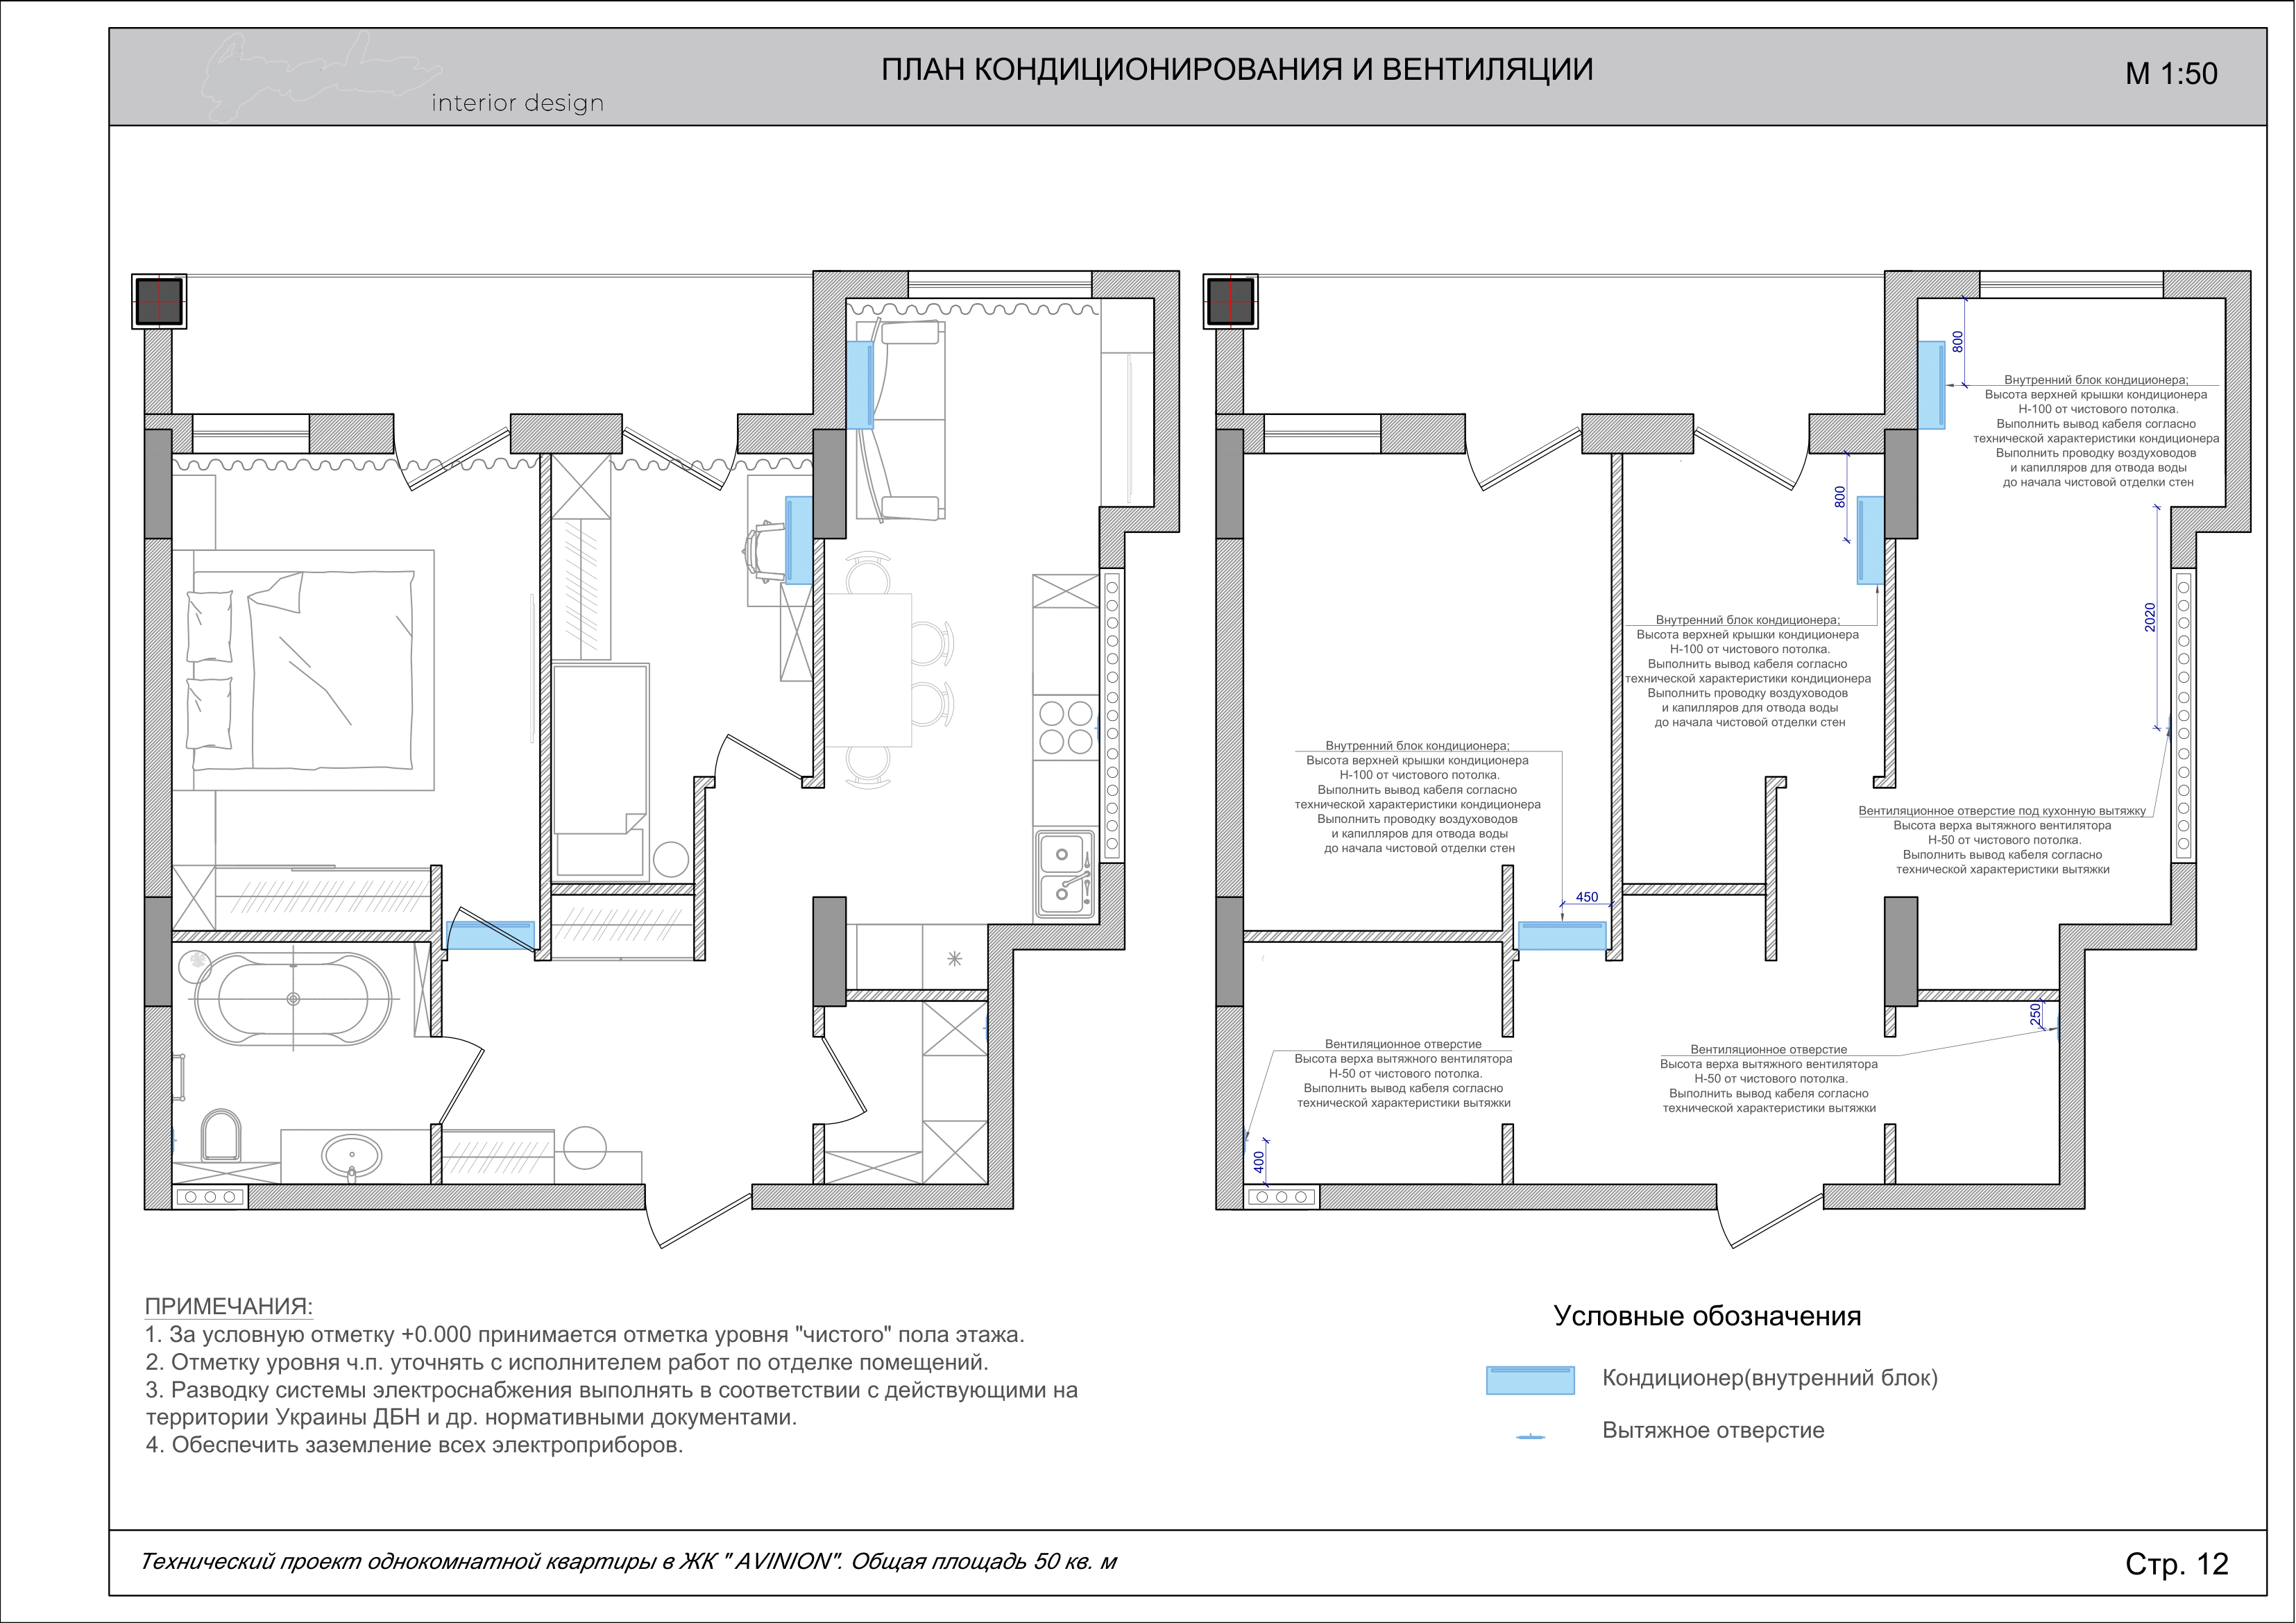 interior design
ПЛАН КОНДИЦИОНИРОВАНИЯ И ВЕНТИЛЯЦИИ
М 1:50
800
Внутренний блок кондиционера;
Высота верхней крышки кондиционера
Н-100 от чистового потолка.
Выполнить вывод кабеля согласно
технической характеристики кондиционера
Выполнить проводку воздуховодов
и капилляров для отвода воды
до начала чистовой отделки стен
800
2020
Внутренний блок кондиционера;
Высота верхней крышки кондиционера
Н-100 от чистового потолка.
Выполнить вывод кабеля согласно
технической характеристики кондиционера
Выполнить проводку воздуховодов
и капилляров для отвода воды
до начала чистовой отделки стен
Внутренний блок кондиционера;
Высота верхней крышки кондиционера
Н-100 от чистового потолка.
Выполнить вывод кабеля согласно
технической характеристики кондиционера
Выполнить проводку воздуховодов
и капилляров для отвода воды
до начала чистовой отделки стен
Вентиляционное отверстие под кухонную вытяжку
Высота верха вытяжного вентилятора
Н-50 от чистового потолка.
Выполнить вывод кабеля согласно
технической характеристики вытяжки
450
250
Вентиляционное отверстие
Высота верха вытяжного вентилятора
Н-50 от чистового потолка.
Выполнить вывод кабеля согласно
технической характеристики вытяжки
Вентиляционное отверстие
Высота верха вытяжного вентилятора
Н-50 от чистового потолка.
Выполнить вывод кабеля согласно
технической характеристики вытяжки
400
ПРИМЕЧАНИЯ:
1. За условную отметку +0.000 принимается отметка уровня "чистого" пола этажа.
2. Отметку уровня ч.п. уточнять с исполнителем работ по отделке помещений.
3. Разводку системы электроснабжения выполнять в соответствии с действующими на
территории Украины ДБН и др. нормативными документами.
4. Обеспечить заземление всех электроприборов.
Условные обозначения
Кондиционер(внутренний блок)
Вытяжное отверстие
Технический проект однокомнатной квартиры в ЖК " AVINION". Общая площадь 50 кв. м
Стр. 12